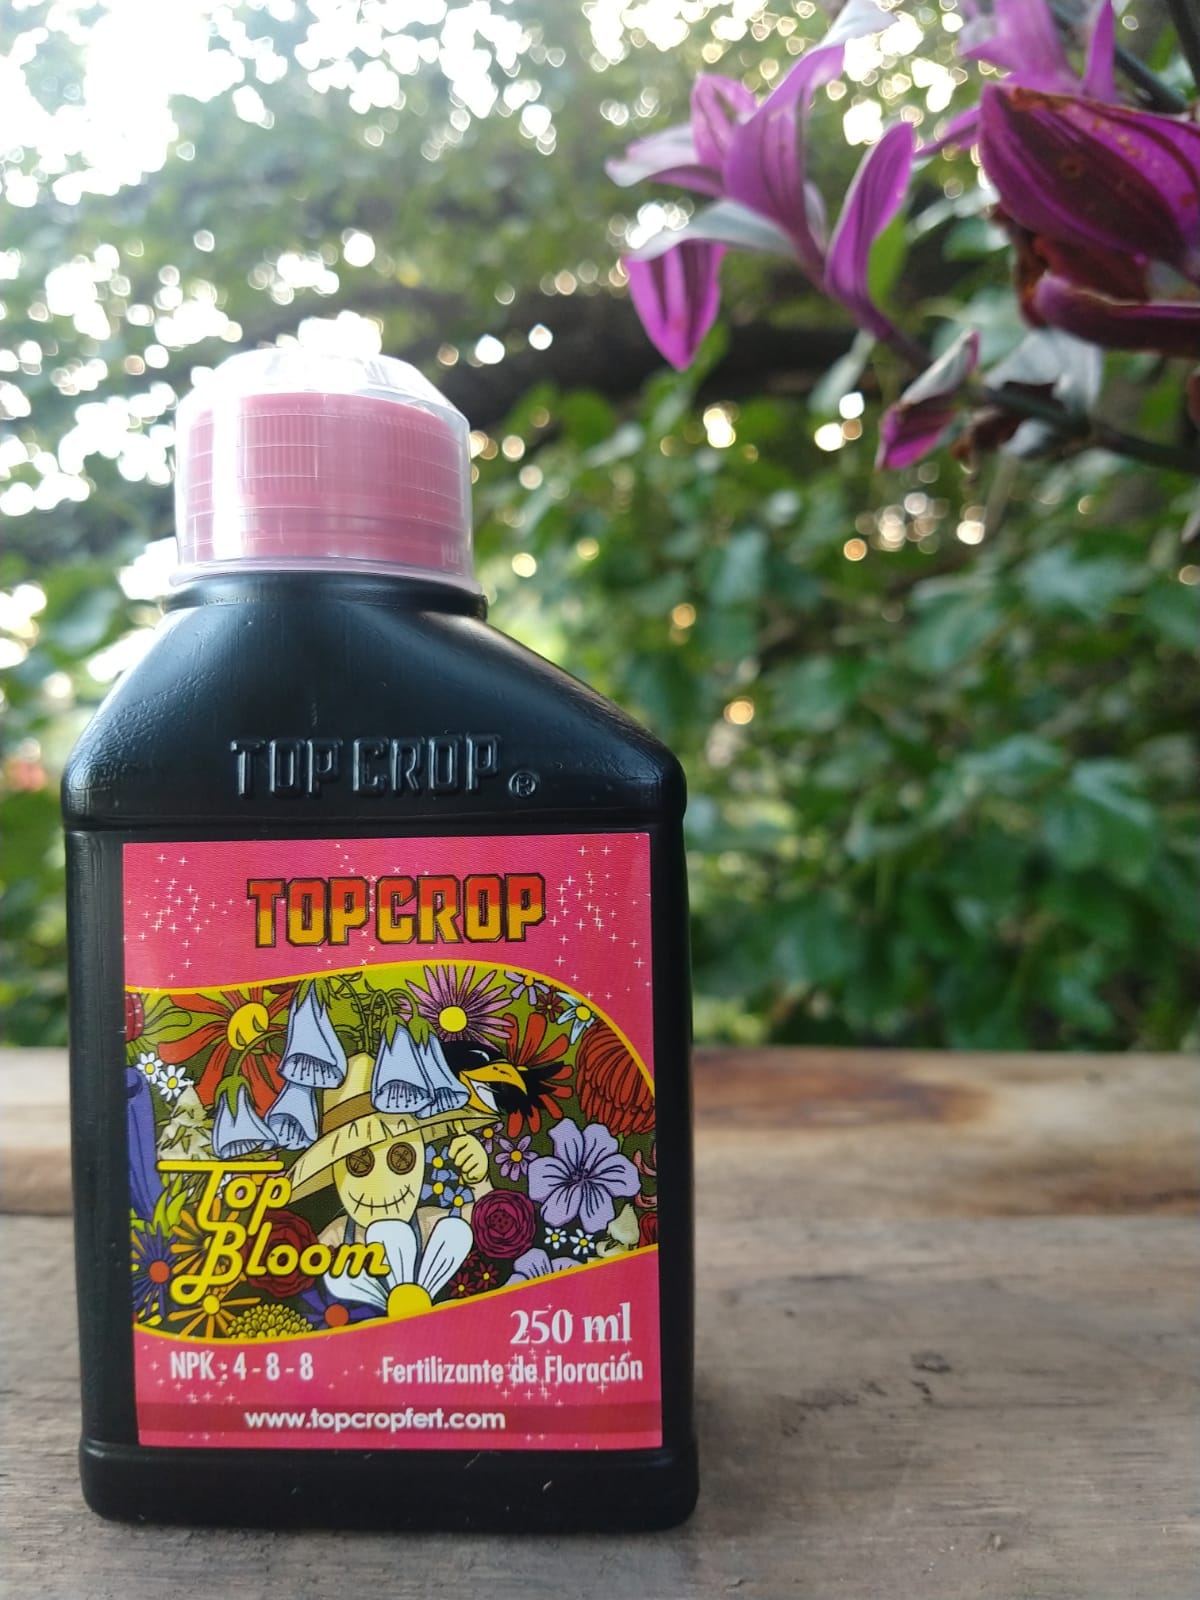 TOP CROP ®
TOP CROP
Top
Bloom
250 ml
NPK : 4 - 8 - 8
Fertilizante de Floración
www.topcropfert.com